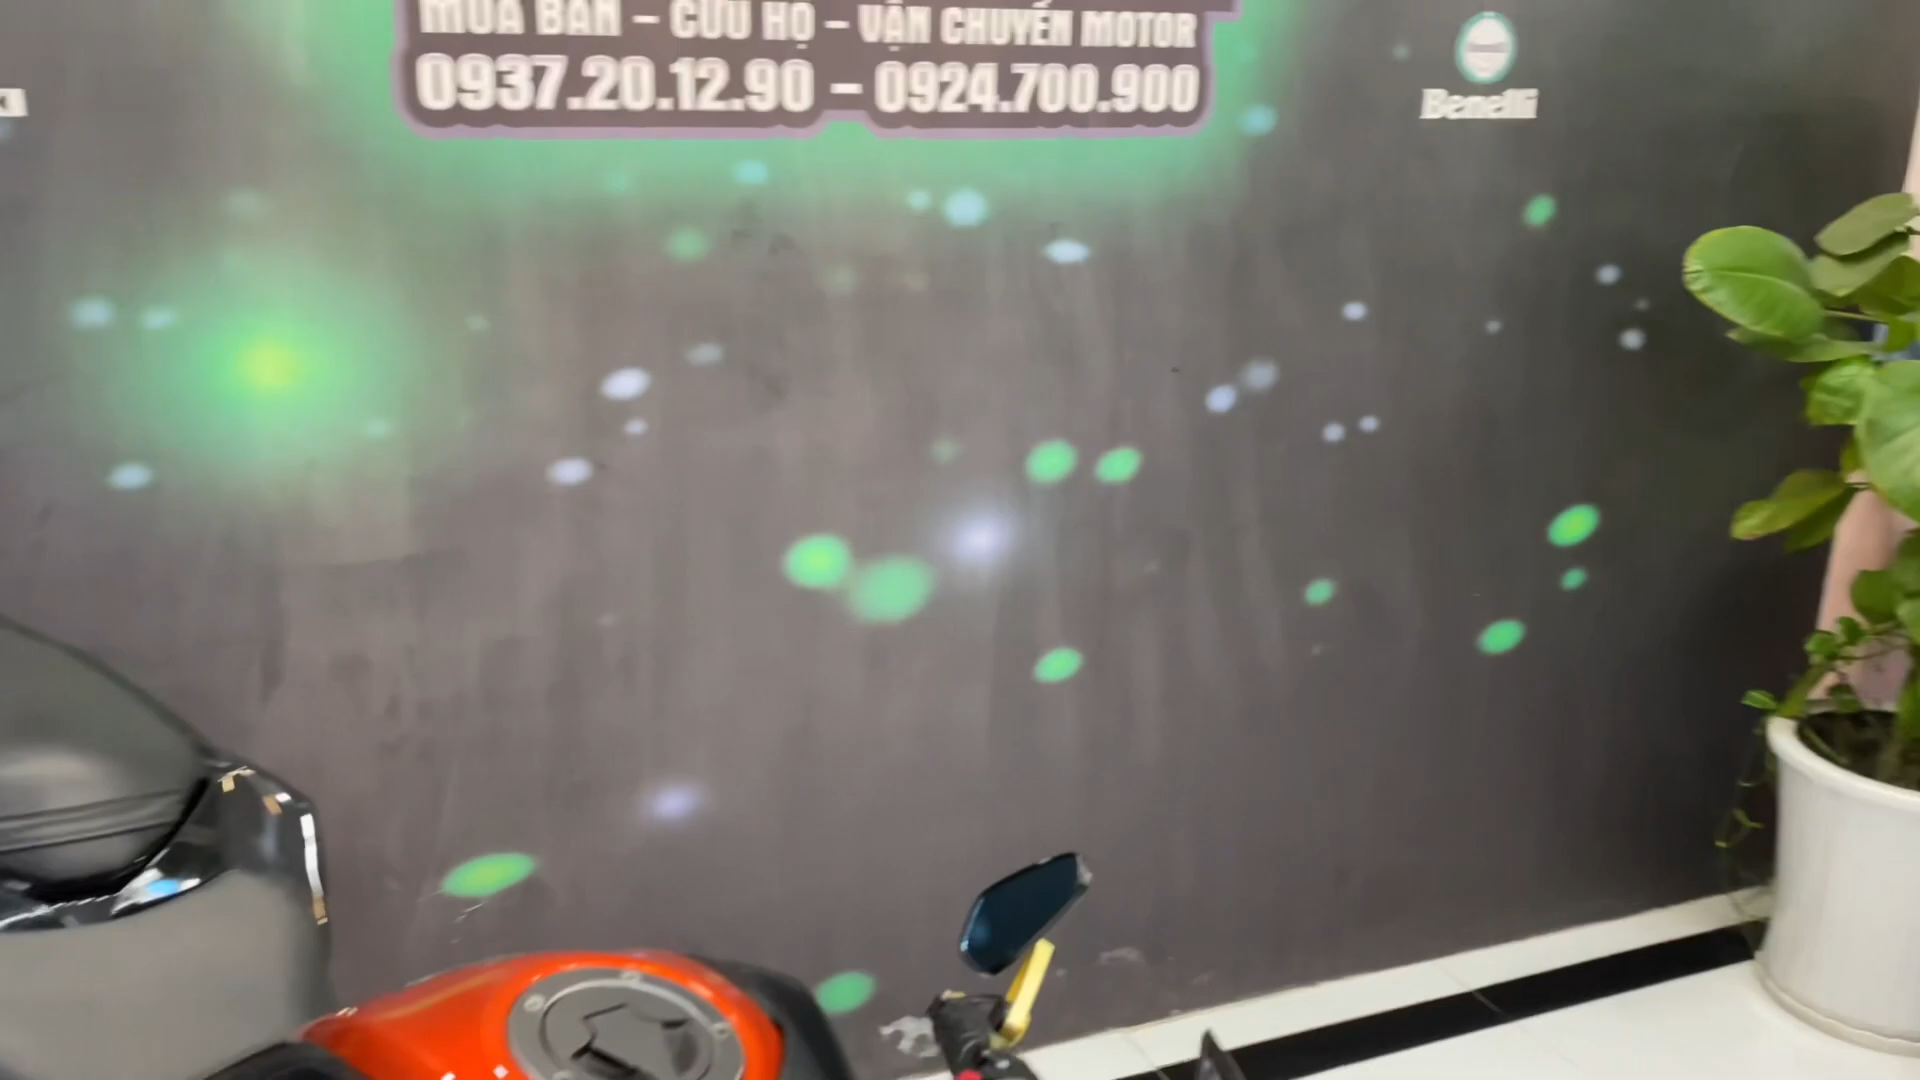 MUA BÁN – CỨU HỘ – VẬN CHUYỂN MOTOR
0937.20.12.90 – 0924.700.900
Benelli